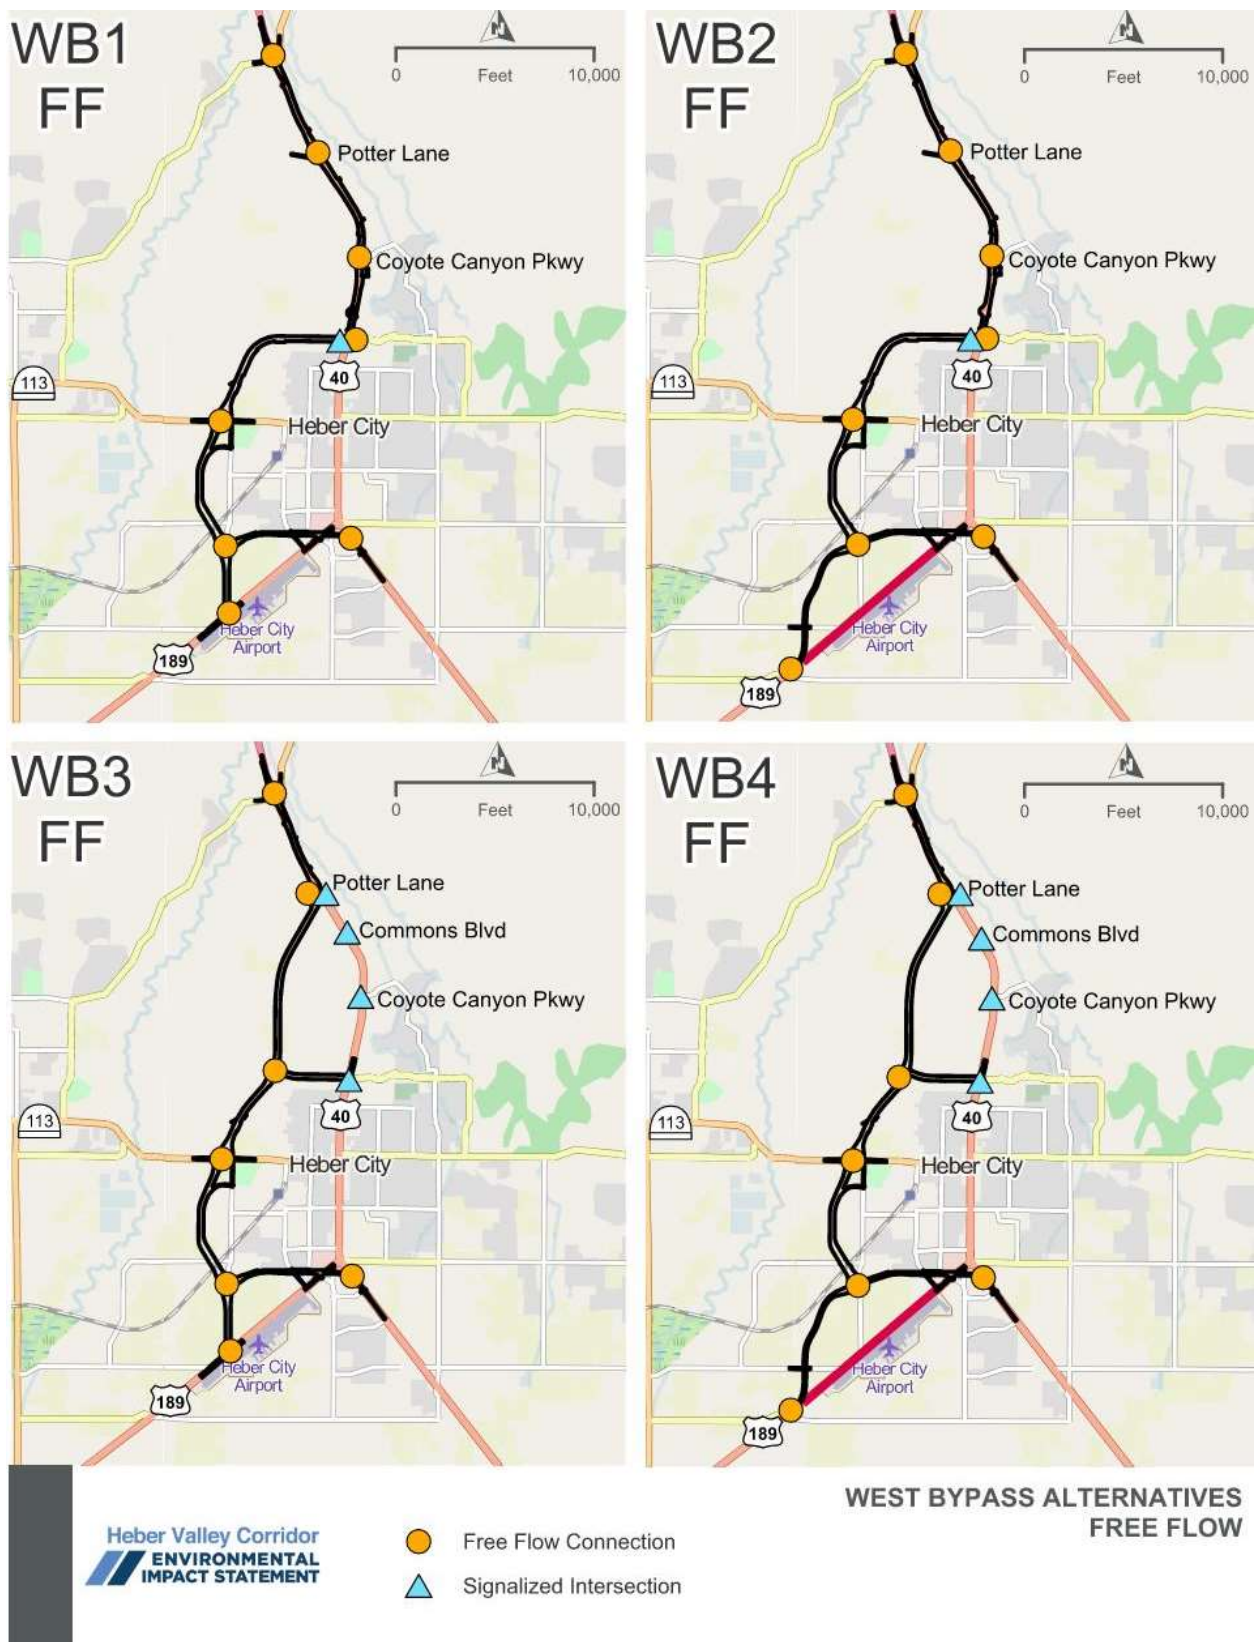 WB1
FF
N
0
Feet
10,000
Potter Lane
Coyote Canyon Pkwy
40
113
Heber City
Heber City
Airport
189
WB2
FF
N
0
Feet
10,000
Potter Lane
Coyote Canyon Pkwy
40
113
Heber City
Heber City
Airport
189
WB3
FF
N
0
Feet
10,000
Potter Lane
Commons Blvd
Coyote Canyon Pkwy
40
113
Heber City
Heber City
Airport
189
WB4
FF
N
0
Feet
10,000
Potter Lane
Commons Blvd
Coyote Canyon Pkwy
40
113
Heber City
Heber City
Airport
189
WEST BYPASS ALTERNATIVES
FREE FLOW
Heber Valley Corridor
ENVIRONMENTAL
IMPACT STATEMENT
Free Flow Connection
Signalized Intersection